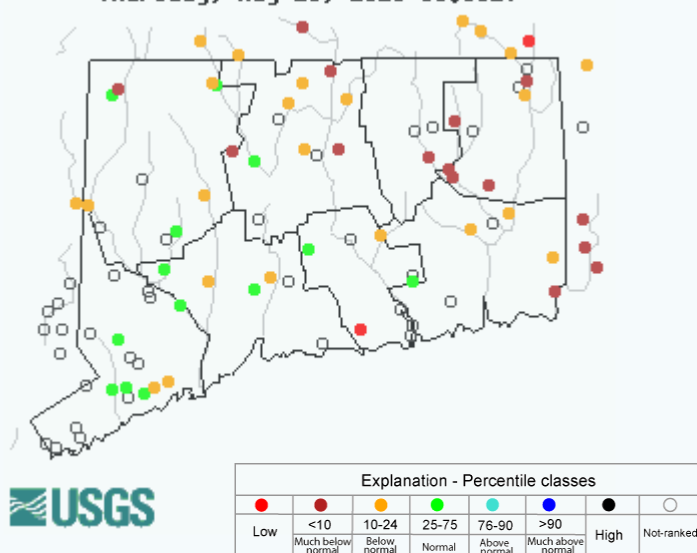 USGS
Explanation - Percentile classes
Low <10 10-24 25-75 76-90 >90 High Not-ranked
Much below normal Below normal Normal Above normal Much above normal